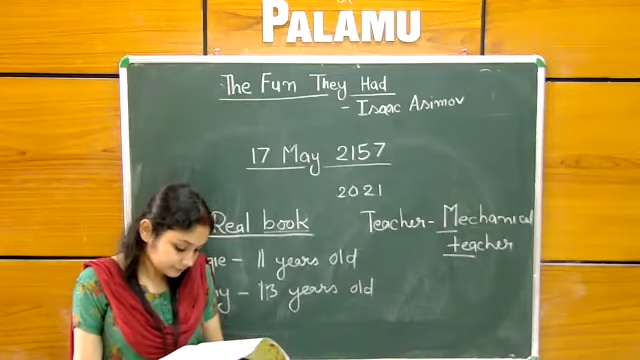 PALAMU
The Fun They Had
- Isaac Asimov
17 May 2157
2021
Real book
Teacher - Mechanical
teacher
- 11 years old
- 13 years old